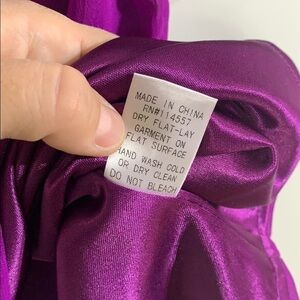 MADE IN CHINA
RN#114557
DRY FLAT-LAY
GARMENT ON
FLAT SURFACE
HAND WASH COLD
OR DRY CLEAN
DO NOT BLEACH